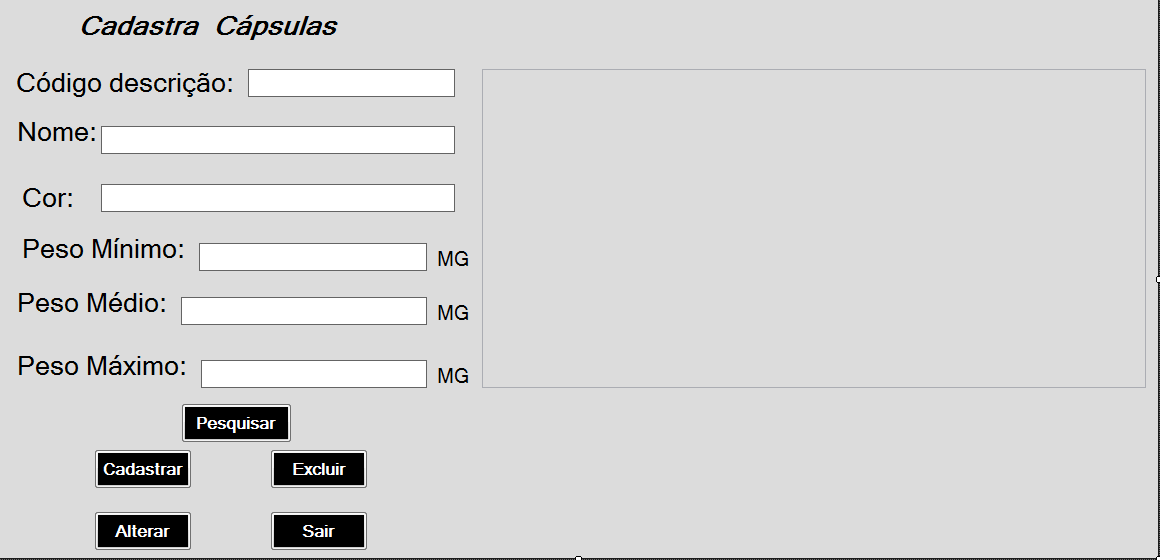 Cadastra Cápsulas
Código descrição:
Nome:
Cor:
Peso Mínimo: MG
Peso Médio: MG
Peso Máximo: MG
Pesquisar
Cadastrar Excluir
Alterar Sair